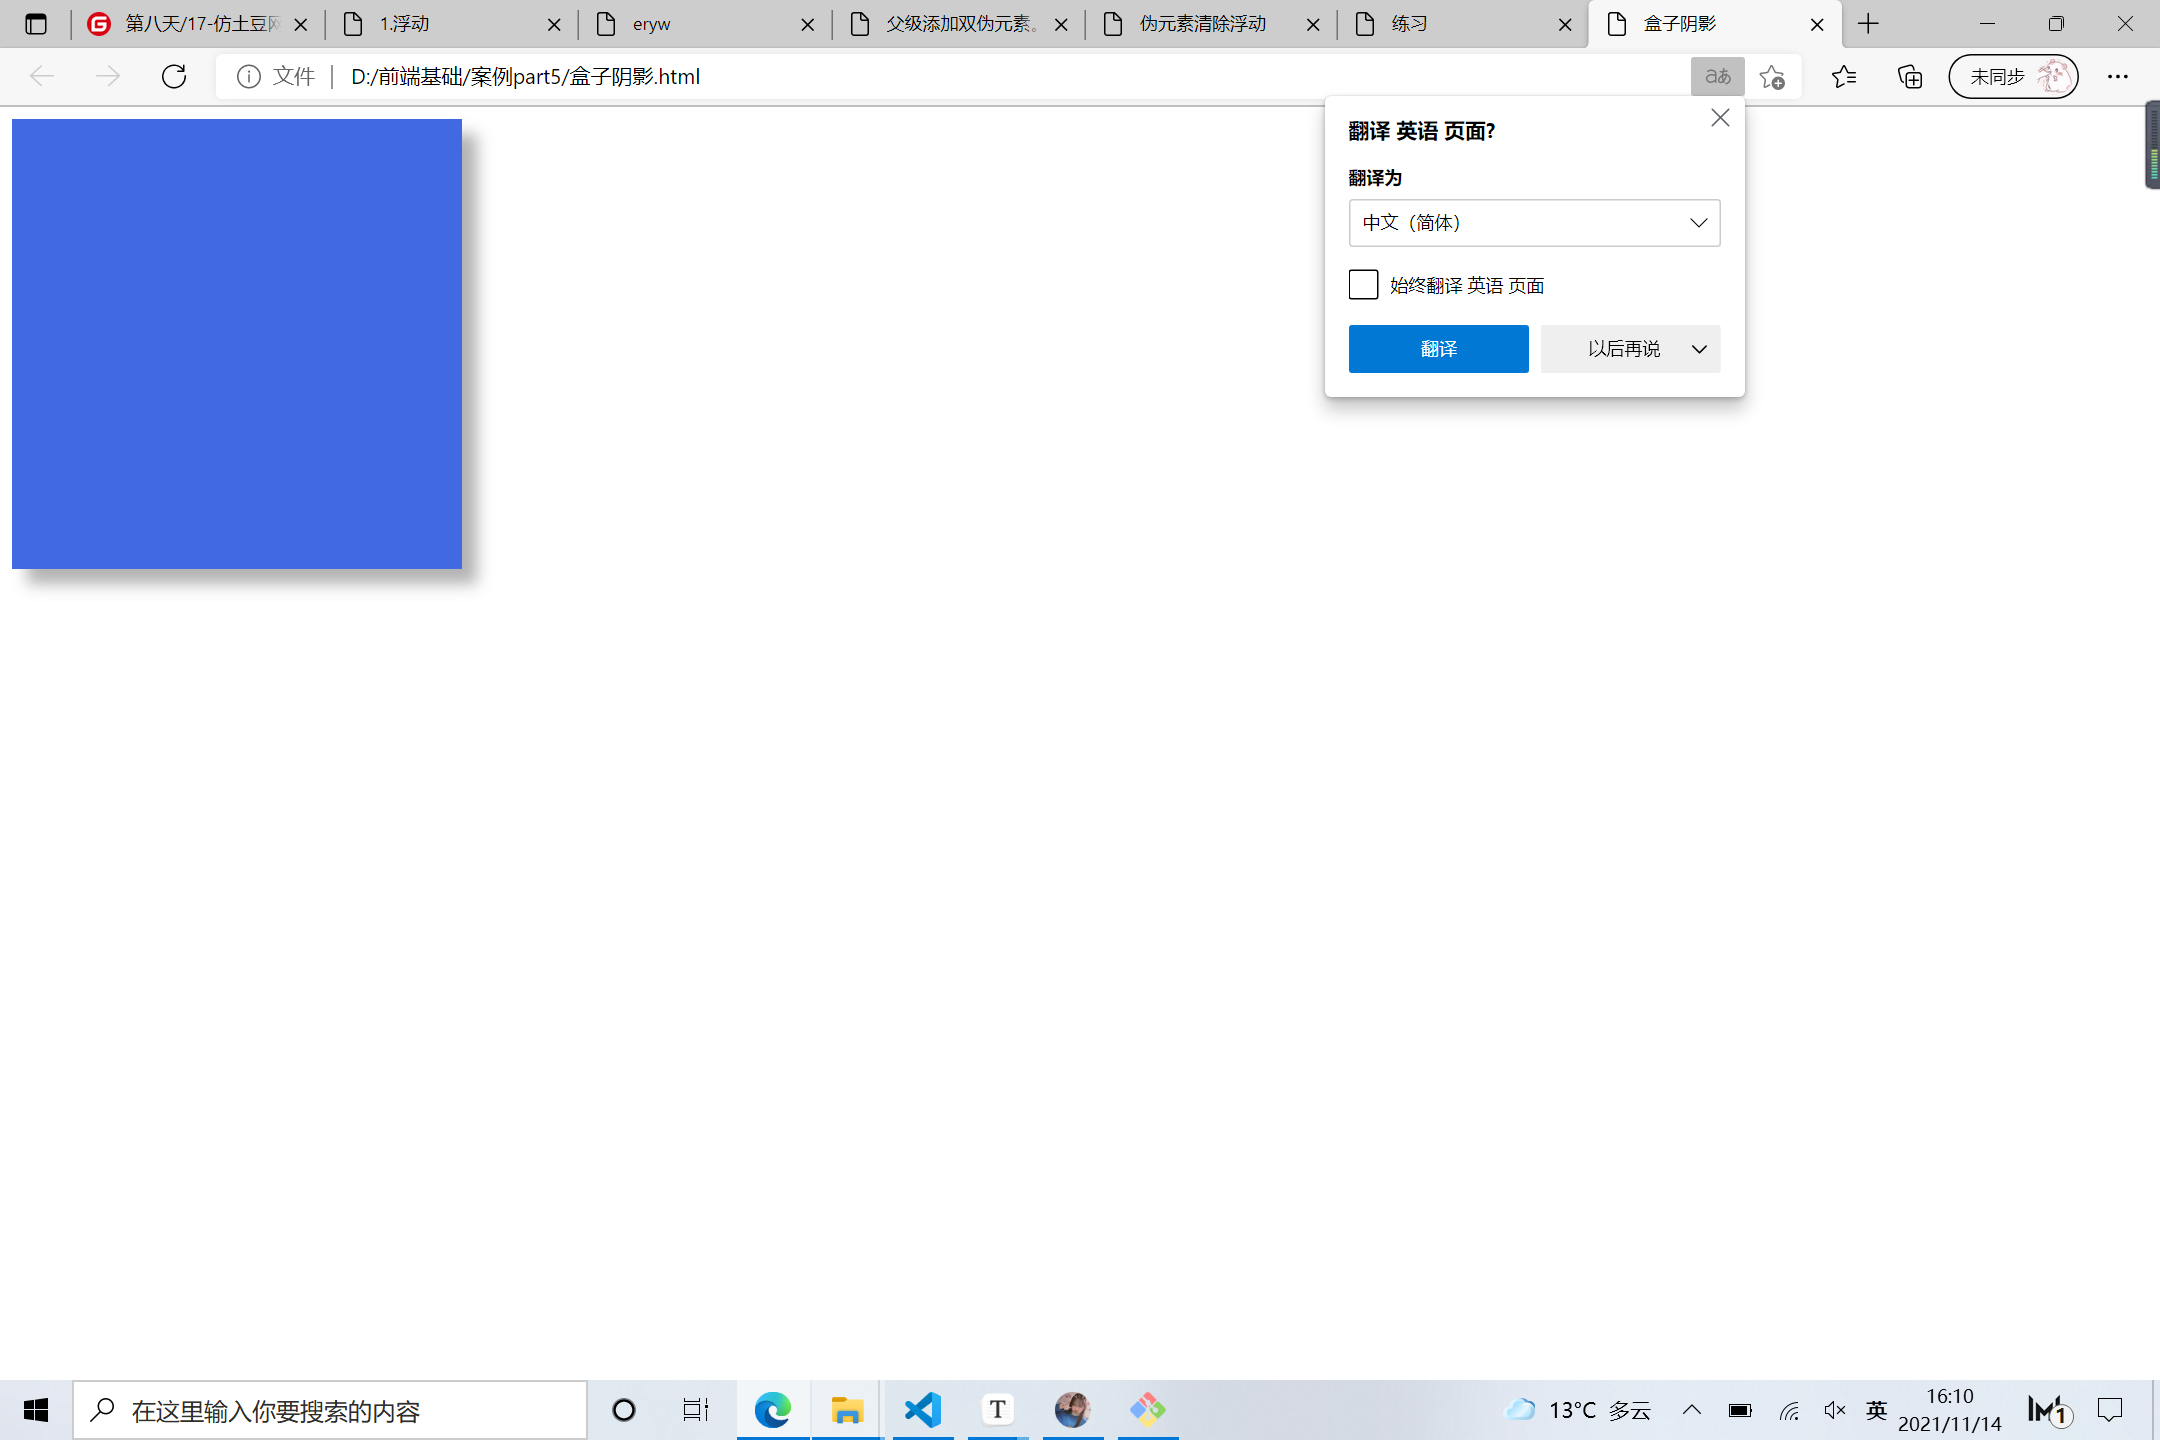 第八天/17-仿土豆网
1.浮动
eryw
父级添加双伪元素.
伪元素清除浮动
练习
盒子阴影
文件
D:/前端基础/案例part5/盒子阴影.html
aあ
未同步
翻译 英语 页面?
翻译为
中文（简体）
始终翻译 英语 页面
翻译
以后再说
在这里输入你要搜索的内容
T
13°C 多云
英
16:10
2021/11/14
1